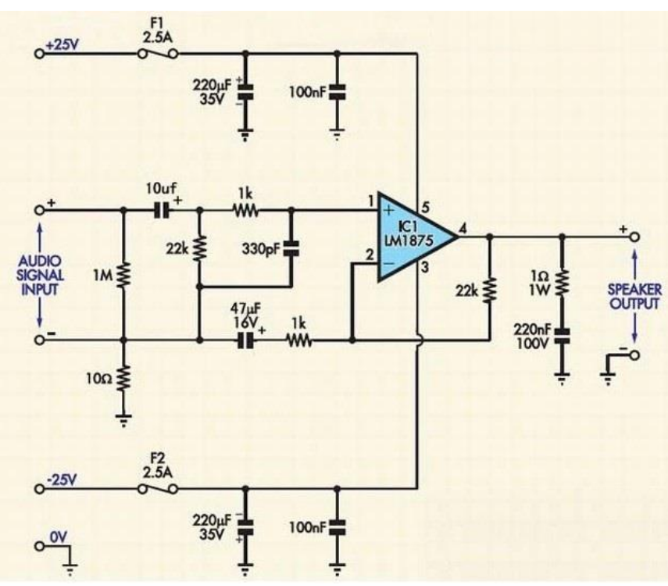 F1
2.5A
+25V
220µF
35V
+
−
100nF
10uf
+
1k
+
1
+
5
IC1
LM1875
4
+
AUDIO
SIGNAL
INPUT
1M
22k
330pF
2
−
3
22k
1Ω
1W
SPEAKER
OUTPUT
47µF
16V
+
1k
220nF
100V
−
−
10Ω
F2
2.5A
-25V
220µF
35V
−
+
100nF
0V